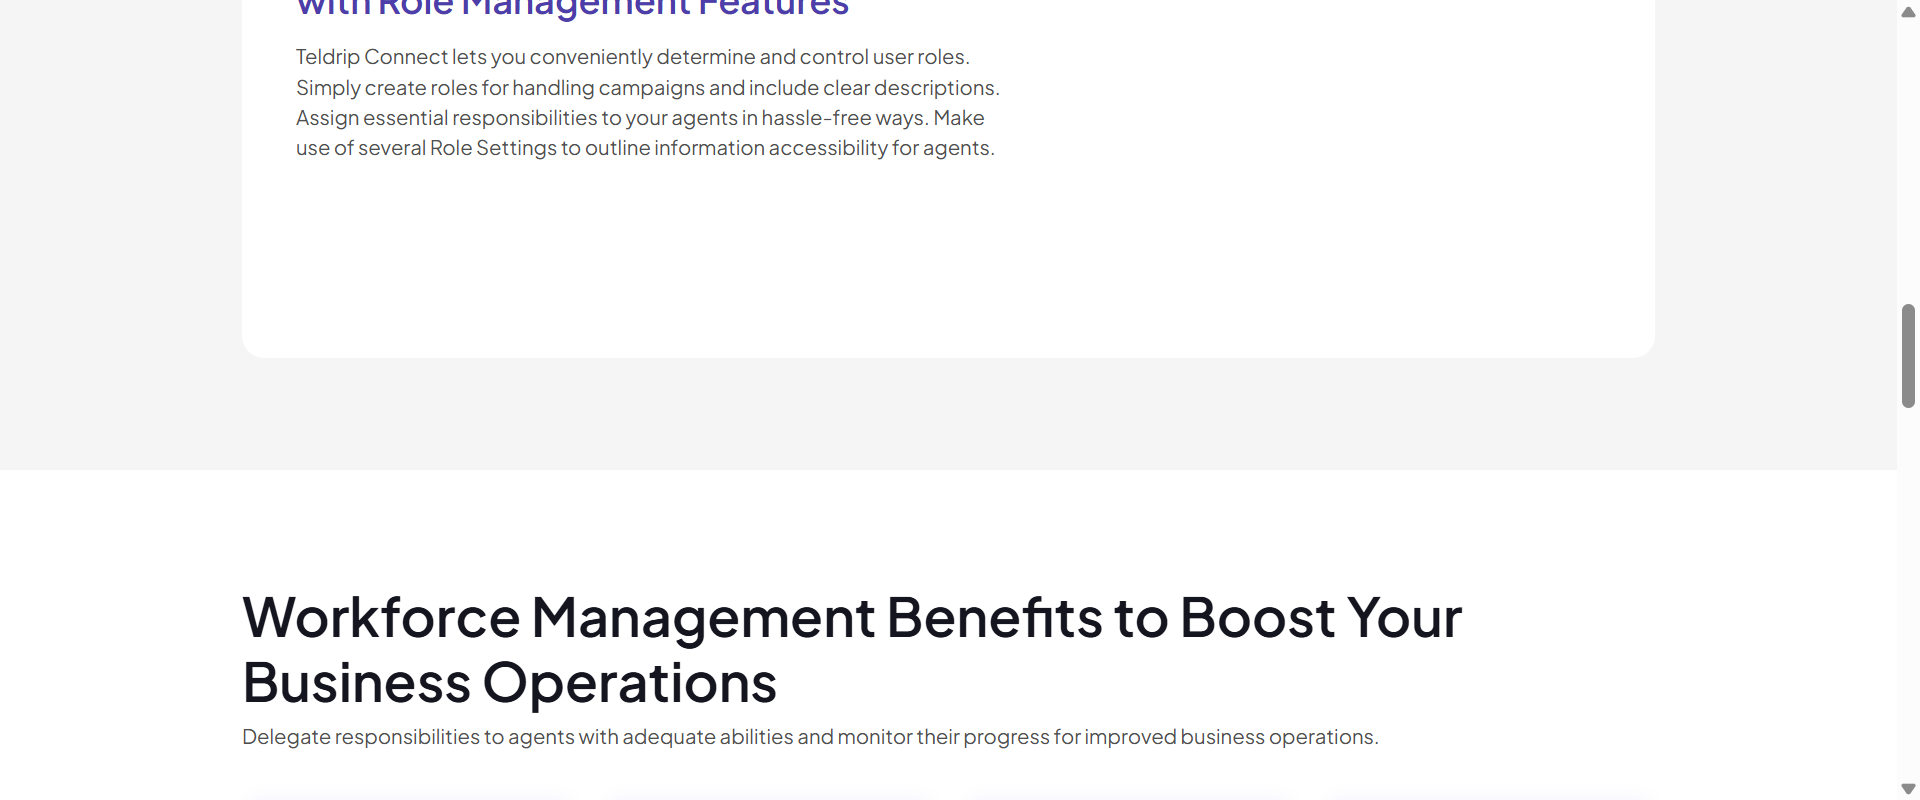 with Role Management Features
Teldrip Connect lets you conveniently determine and control user roles.
Simply create roles for handling campaigns and include clear descriptions.
Assign essential responsibilities to your agents in hassle-free ways. Make
use of several Role Settings to outline information accessibility for agents.
Workforce Management Benefits to Boost Your
Business Operations
Delegate responsibilities to agents with adequate abilities and monitor their progress for improved business operations.